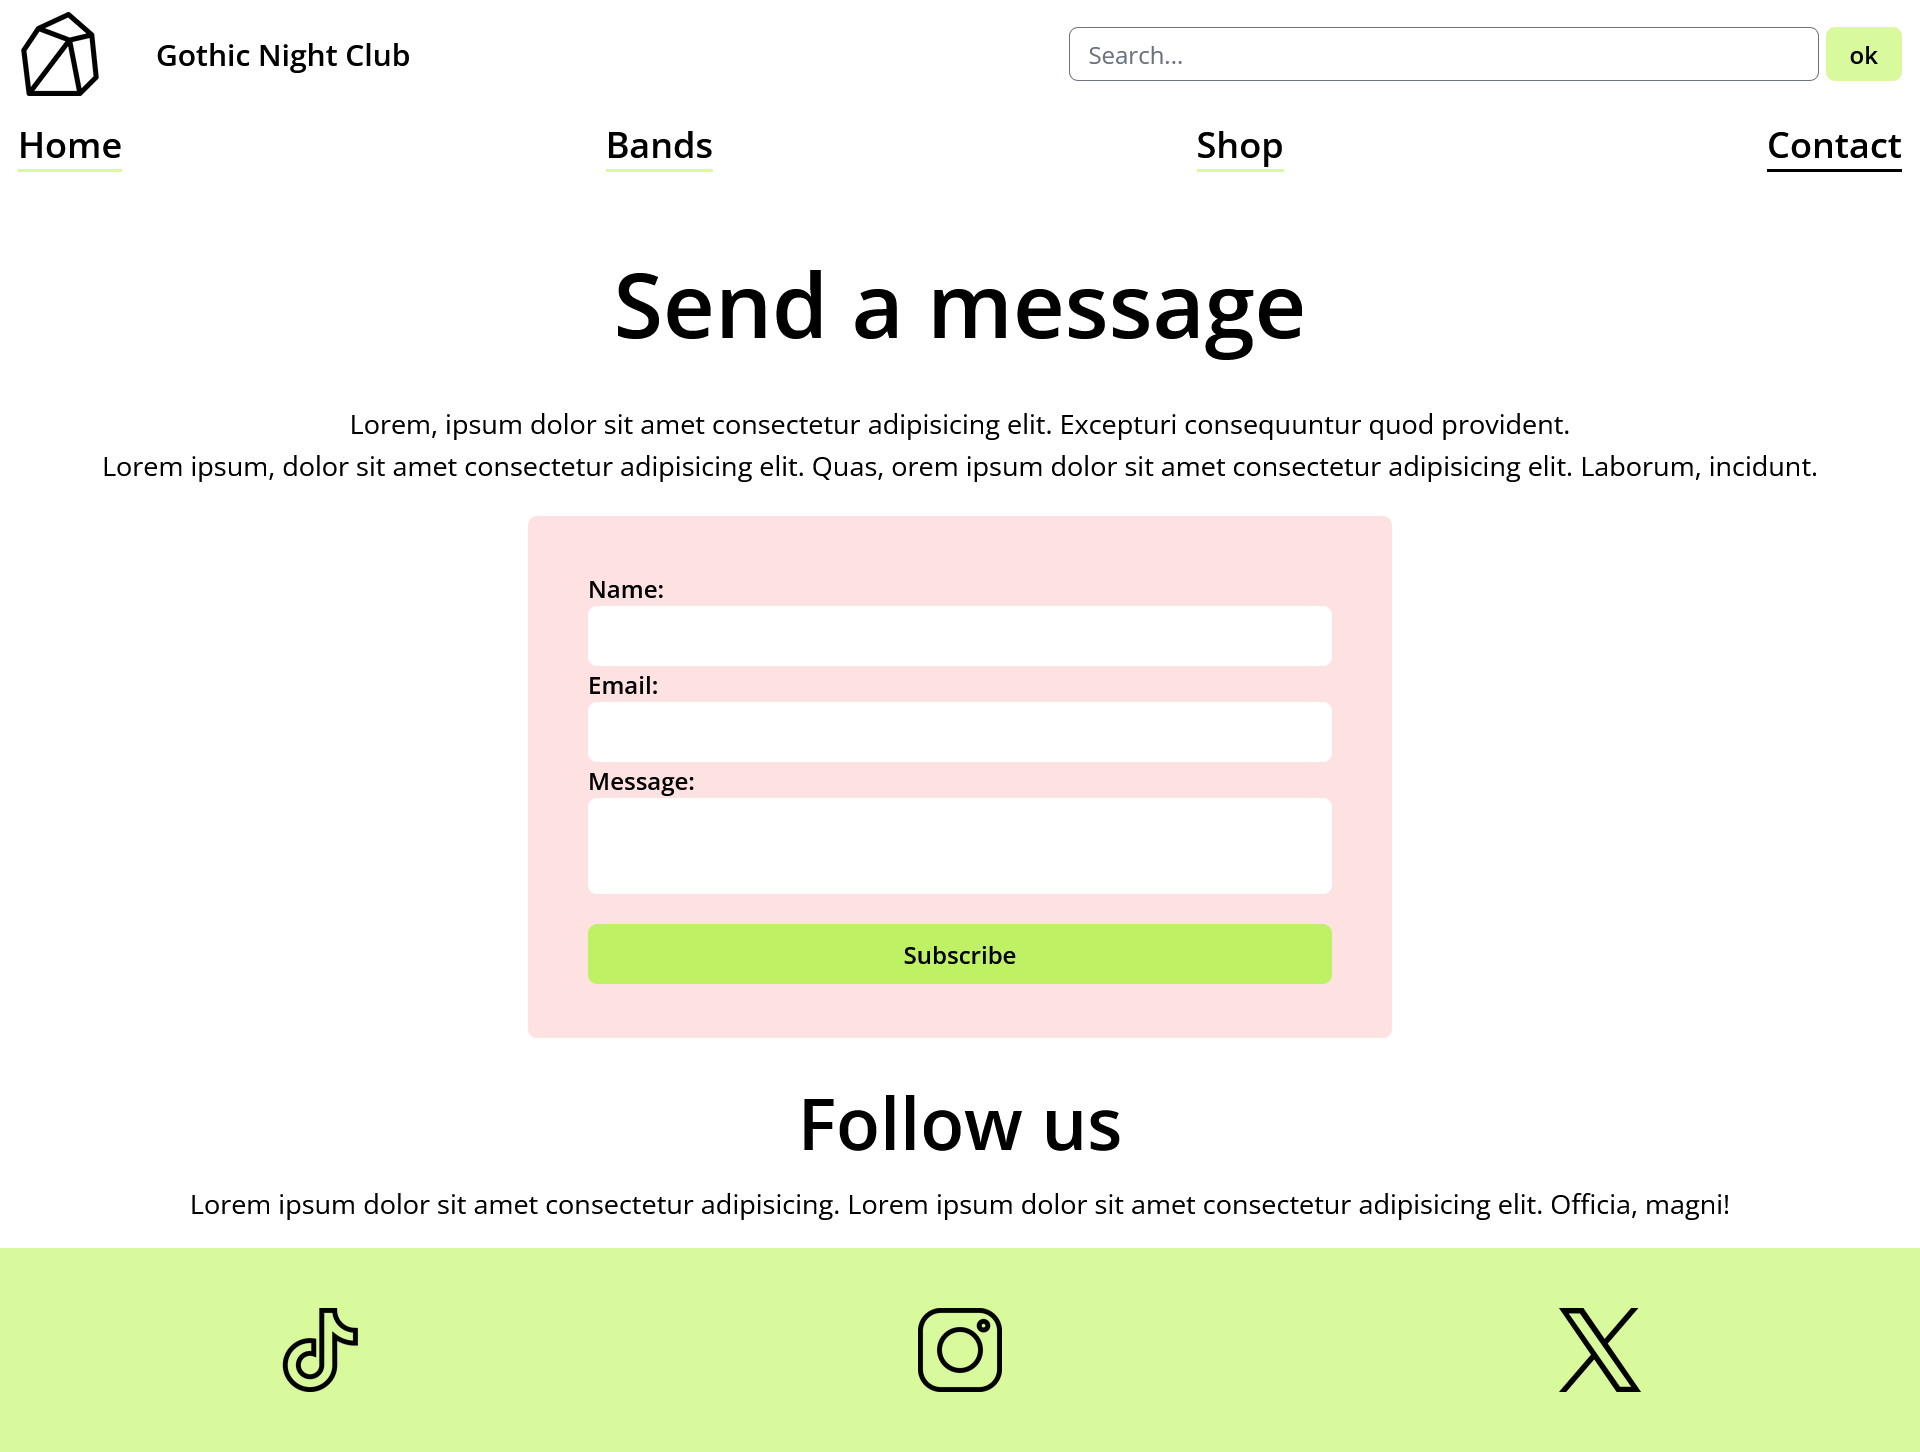 Gothic Night Club
Search...
ok
Home
Bands
Shop
Contact
Send a message
Lorem, ipsum dolor sit amet consectetur adipisicing elit. Excepturi consequuntur quod provident.
Lorem ipsum, dolor sit amet consectetur adipisicing elit. Quas, orem ipsum dolor sit amet consectetur adipisicing elit. Laborum, incidunt.
Name:
Email:
Message:
Subscribe
Follow us
Lorem ipsum dolor sit amet consectetur adipisicing. Lorem ipsum dolor sit amet consectetur adipisicing elit. Officia, magni!